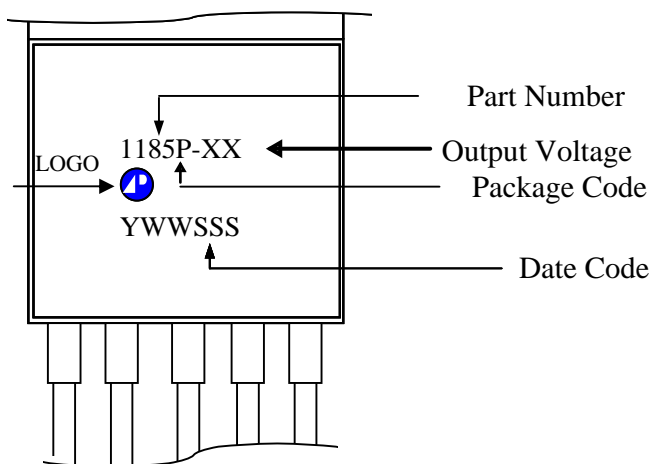 Part Number
1185P-XX
Output Voltage
LOGO
Package Code
YWWSSS
Date Code